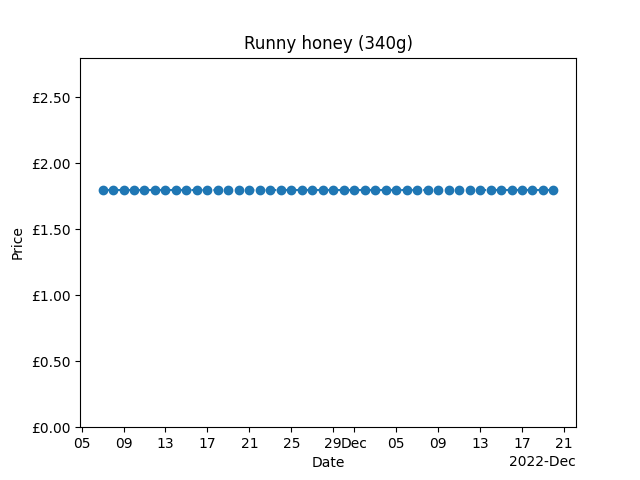 Runny honey (340g)
£2.50
£2.00
£1.50
£1.00
£0.50
£0.00
Price
05 09 13 17 21 25 29 Dec 05 09 13 17 21
Date
2022-Dec